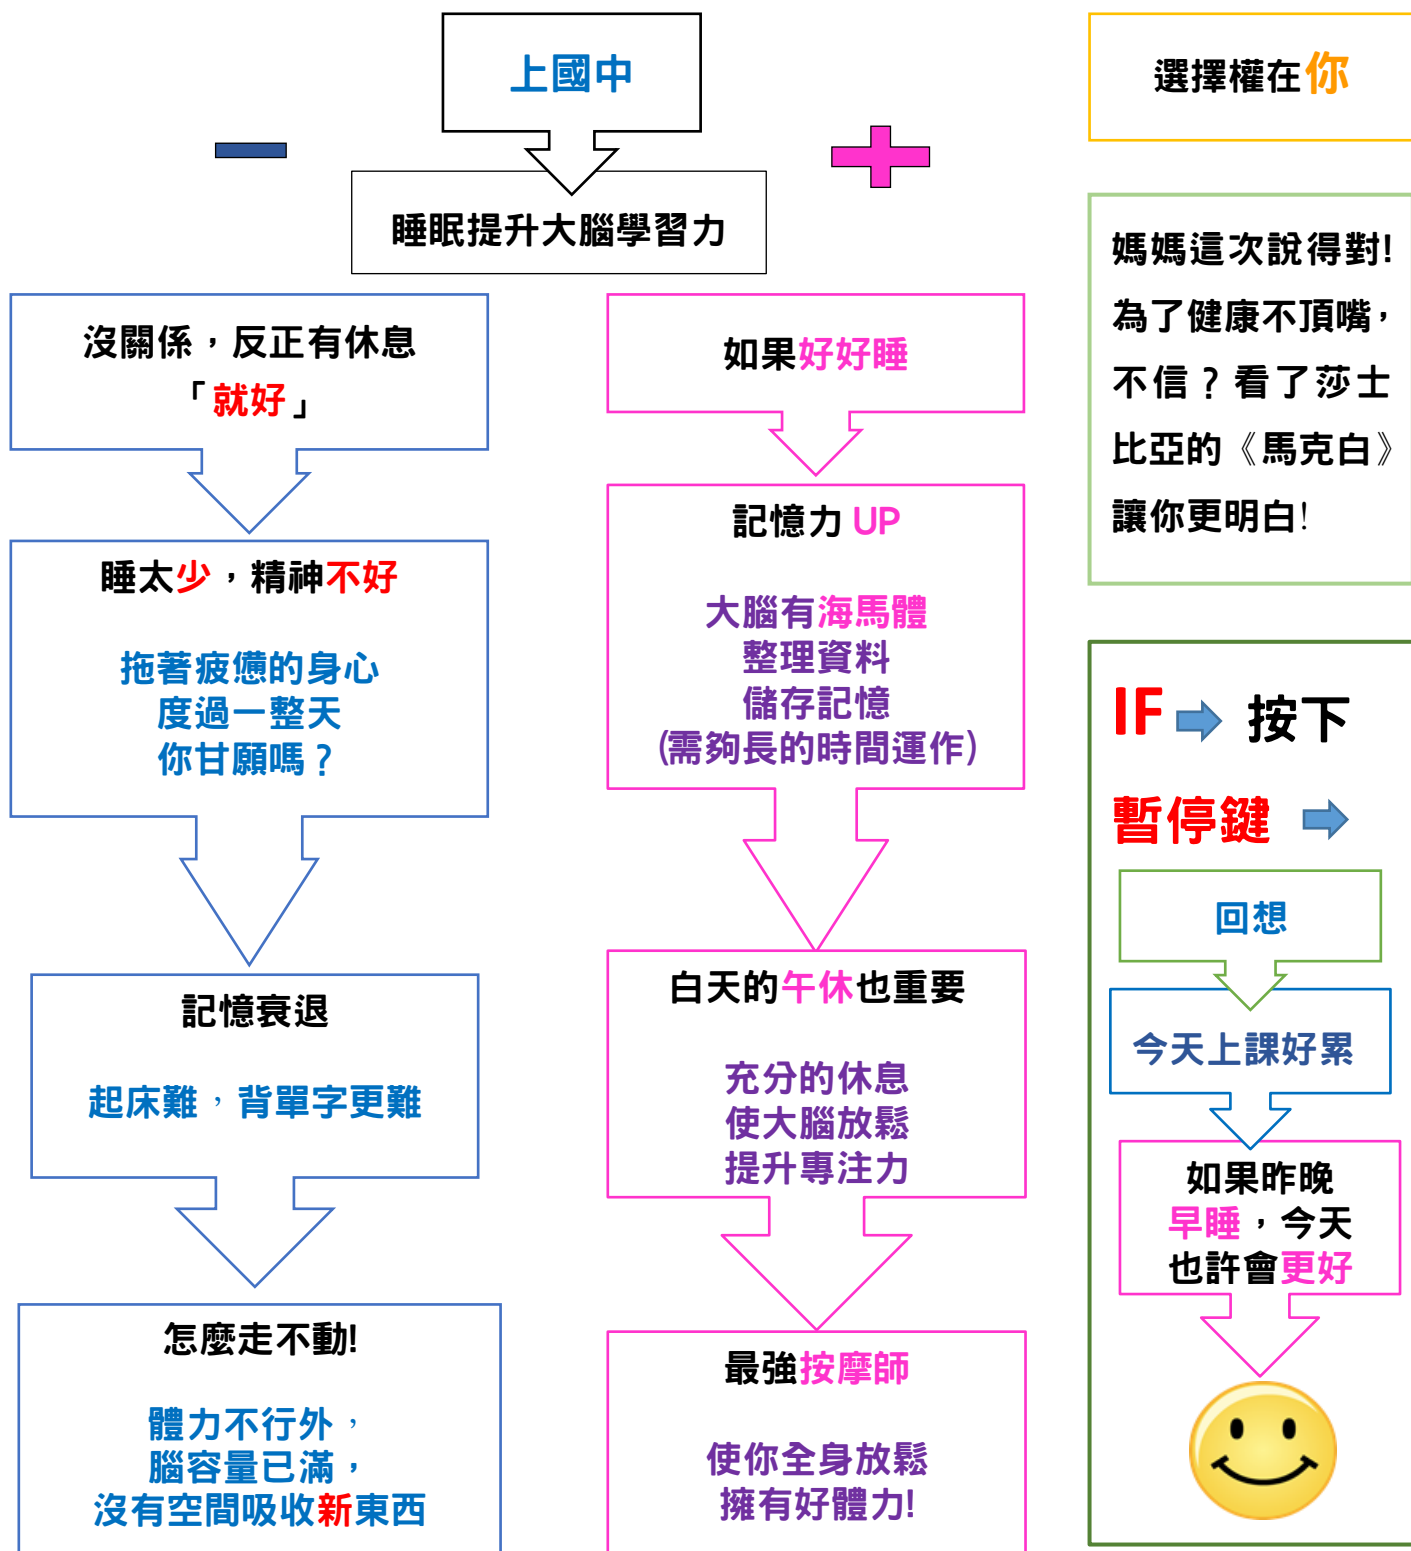 上國中
睡眠提升大腦學習力
沒關係，反正有休息
「就好」
睡太少，精神不好
拖著疲憊的身心
度過一整天
你甘願嗎？
記憶衰退
起床難，背單字更難
怎麼走不動!
體力不行外，
腦容量已滿，
沒有空間吸收新東西
如果好好睡
記憶力 UP
大腦有海馬體
整理資料
儲存記憶
(需夠長的時間運作)
白天的午休也重要
充分的休息
使大腦放鬆
提升專注力
最強按摩師
使你全身放鬆
擁有好體力!
選擇權在你
媽媽這次說得對!
為了健康不頂嘴，
不信？看了莎士
比亞的《馬克白》
讓你更明白!
IF 按下
暫停鍵
回想
今天上課好累
如果昨晚
早睡，今天
也許會更好